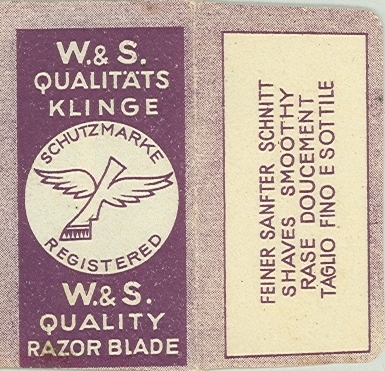 W.& S.
QUALITÄTS
KLINGE
SCHUTZMARKE
REGISTERED
W.& S.
QUALITY
RAZOR BLADE
FEINER SANFTER SCHNITT
SHAVES SMOOTHY
RASE DOUCEMENT
TAGLIO FINO E SOTTILE